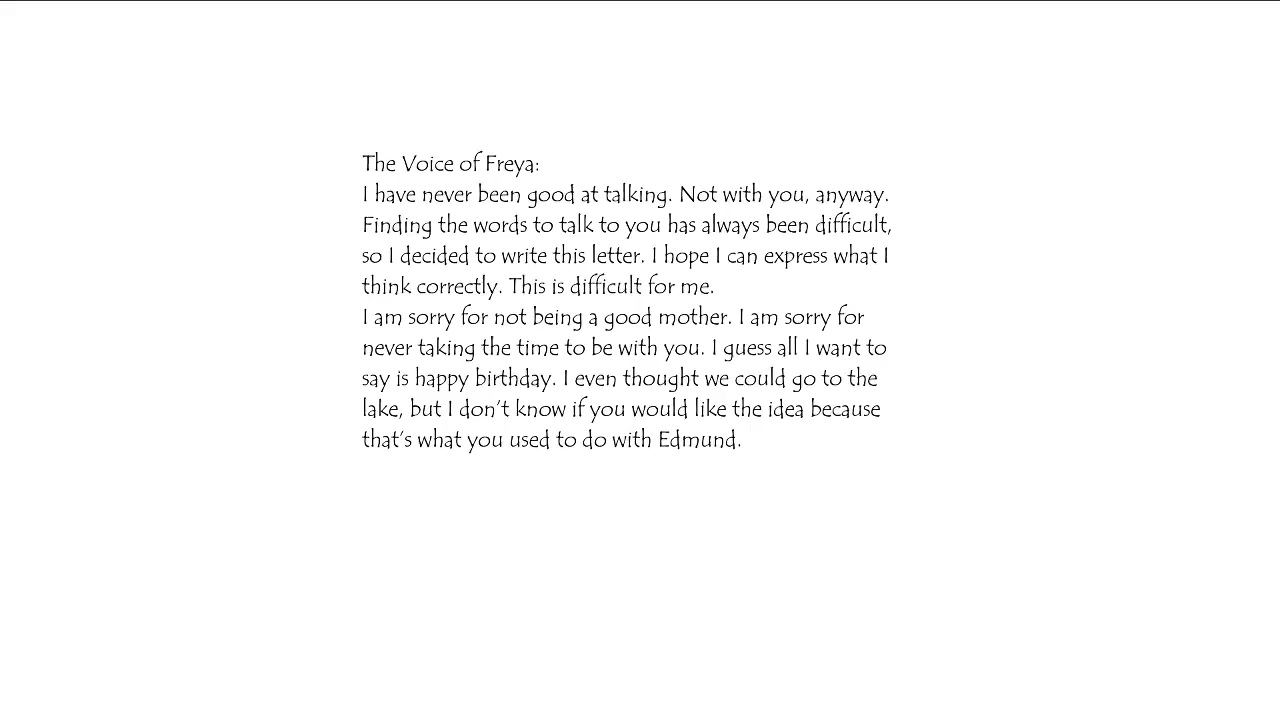 The Voice of Freya:
I have never been good at talking. Not with you, anyway.
Finding the words to talk to you has always been difficult,
so I decided to write this letter. I hope I can express what I
think correctly. This is difficult for me.
I am sorry for not being a good mother. I am sorry for
never taking the time to be with you. I guess all I want to
say is happy birthday. I even thought we could go to the
lake, but I don't know if you would like the idea because
that's what you used to do with Edmund.